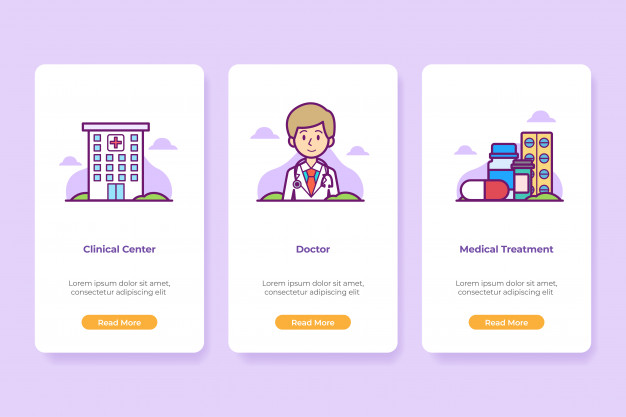 Clinical Center
Lorem ipsum dolor sit amet,
consectetur adipiscing elit
Read More
Doctor
Lorem ipsum dolor sit amet,
consectetur adipiscing elit
Read More
Medical Treatment
Lorem ipsum dolor sit amet,
consectetur adipiscing elit
Read More